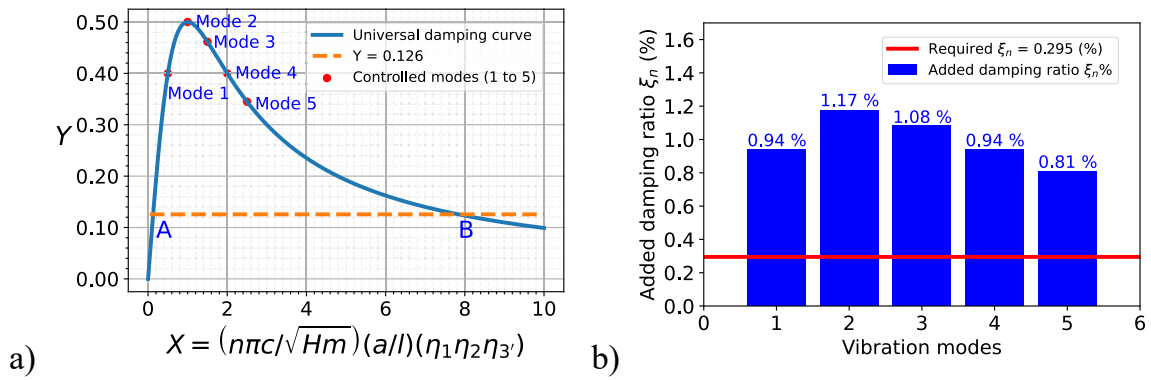 0.50
0.40
0.30
0.20
0.10
0.00
Y
0 2 4 6 8 10
X = (nπc/√Hm)(a/l)(η₁η₂η₃′)
Mode 2
Mode 3
Mode 4
Mode 1
Mode 5
A
B
Universal damping curve
Y = 0.126
Controlled modes (1 to 5)
a)
Added damping ratio ξₙ (%)
1.6
1.4
1.2
1.0
0.8
0.6
0.4
0.2
0.0
Required ξₙ = 0.295 (%)
Added damping ratio ξₙ%
0.94 %
1.17 %
1.08 %
0.94 %
0.81 %
0 1 2 3 4 5 6
Vibration modes
b)